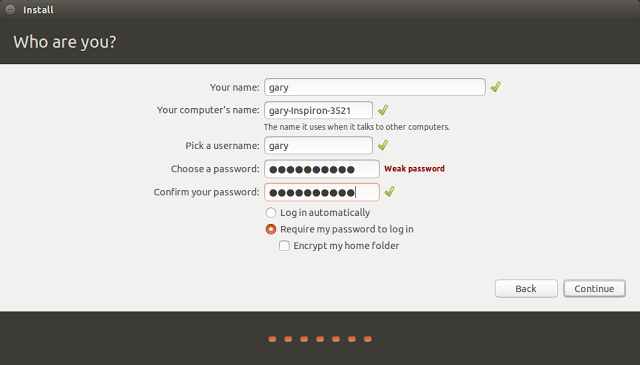 Install
Who are you?
Your name: gary
Your computer's name: gary-Inspiron-3521
The name it uses when it talks to other computers.
Pick a username: gary
Choose a password: ●●●●●●●●●● Weak password
Confirm your password: ●●●●●●●●●●
Log in automatically
Require my password to log in
Encrypt my home folder
Back Continue